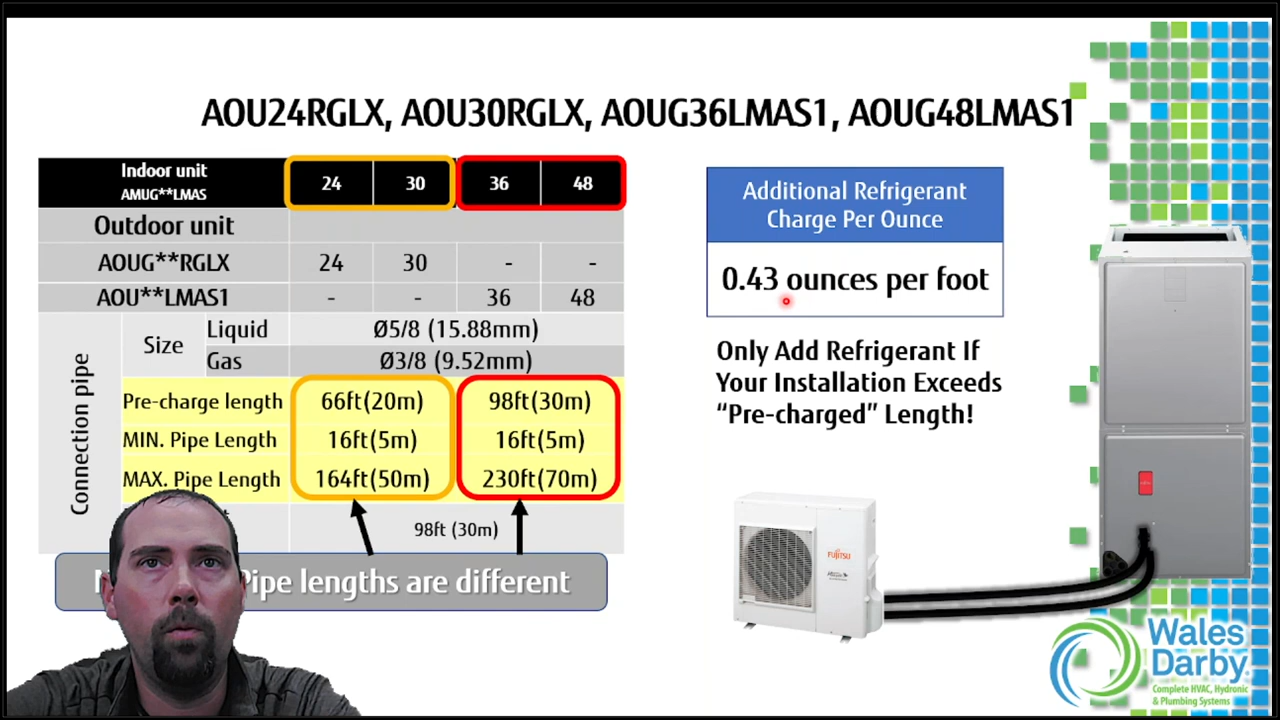 AOU24RGLX, AOU30RGLX, AOUG36LMAS1, AOUG48LMAS1
Indoor unit
AMUG**LMAS
24 30 36 48
Outdoor unit
AOUG**RGLX 24 30 - -
AOU**LMAS1 - - 36 48
Connection pipe
Size
Liquid Ø5/8 (15.88mm)
Gas Ø3/8 (9.52mm)
Pre-charge length 66ft(20m) 98ft(30m)
MIN. Pipe Length 16ft(5m) 16ft(5m)
MAX. Pipe Length 164ft(50m) 230ft(70m)
98ft (30m)
Pipe lengths are different
Additional Refrigerant
Charge Per Ounce
0.43 ounces per foot
Only Add Refrigerant If
Your Installation Exceeds
“Pre-charged” Length!
FUJITSU
Wales
Darby
Complete HVAC, Hydronic
& Plumbing Systems